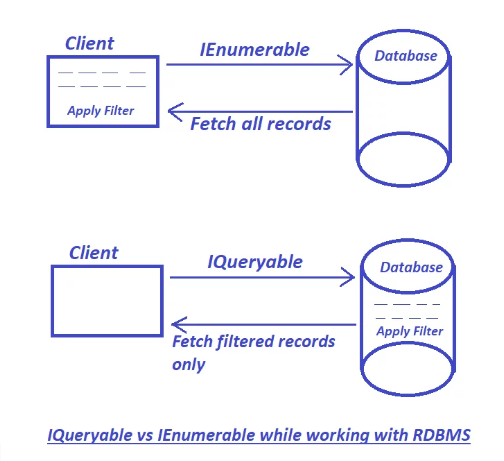 Client
IEnumerable
Database
Apply Filter
Fetch all records
Client
IQueryable
Database
Apply Filter
Fetch filtered records
only
IQueryable vs IEnumerable while working with RDBMS